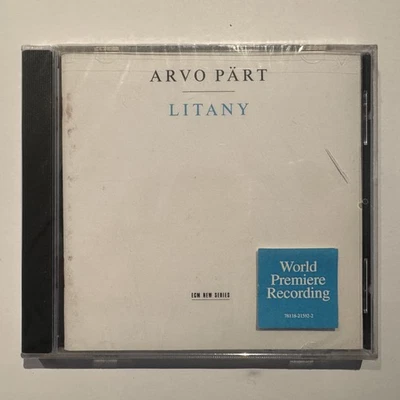 ARVO PÄRT
LITANY
ECM NEW SERIES
World
Premiere
Recording